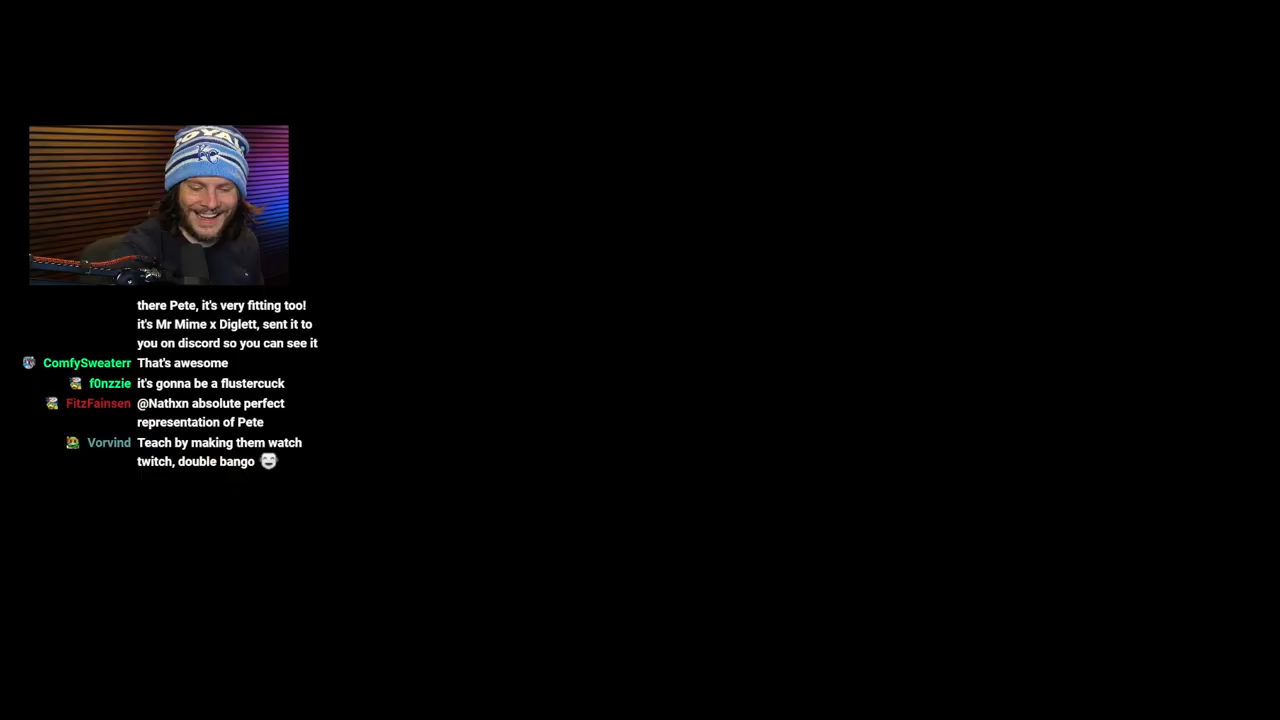 ROYAL
KC
there Pete, it's very fitting too!
it's Mr Mime x Diglett, sent it to
you on discord so you can see it
ComfySweaterr That's awesome
f0nzzie it's gonna be a flustercuck
FitzFainsen @Nathxn absolute perfect
representation of Pete
Vorvind Teach by making them watch
twitch, double bango